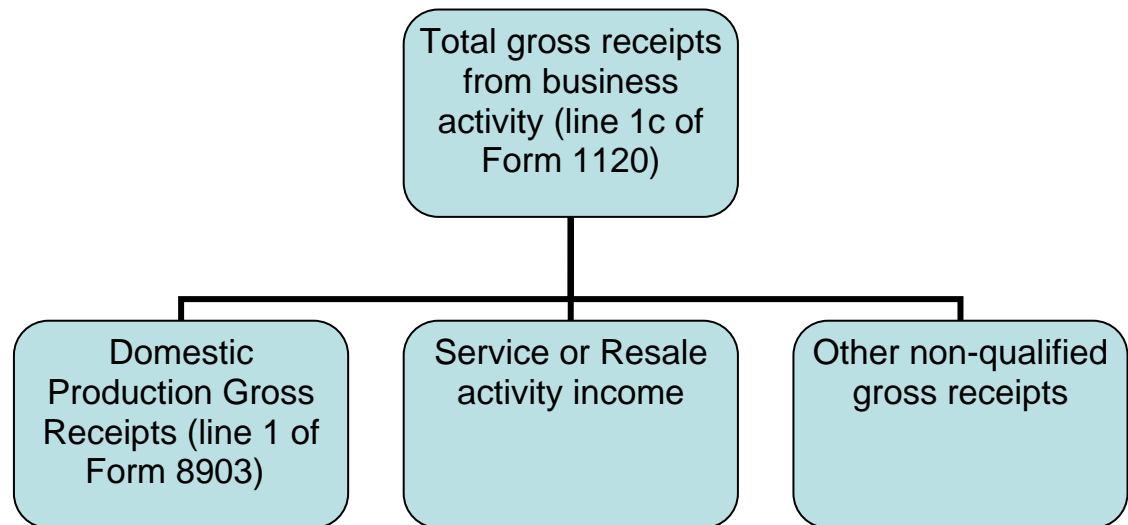 Total gross receipts
from business
activity (line 1c of
Form 1120)
Domestic
Production Gross
Receipts (line 1 of
Form 8903)
Service or Resale
activity income
Other non-qualified
gross receipts